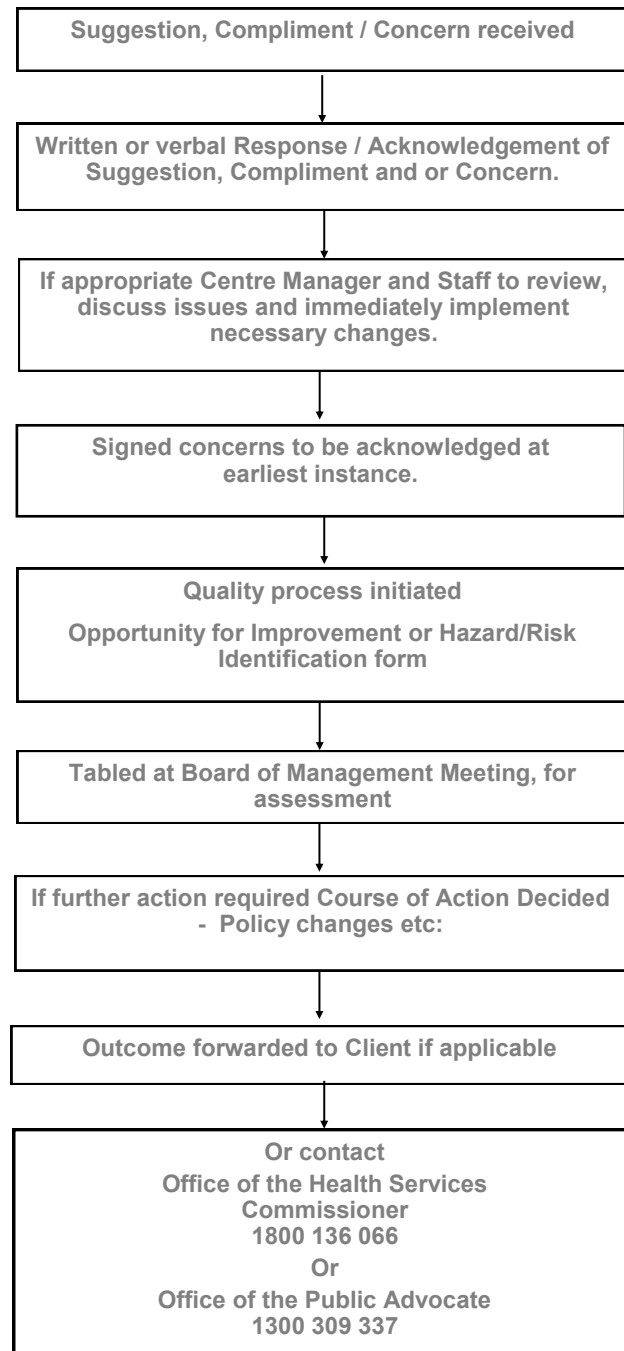 Suggestion, Compliment / Concern received
Written or verbal Response / Acknowledgement of
Suggestion, Compliment and or Concern.
If appropriate Centre Manager and Staff to review,
discuss issues and immediately implement
necessary changes.
Signed concerns to be acknowledged at
earliest instance.
Quality process initiated
Opportunity for Improvement or Hazard/Risk
Identification form
Tabled at Board of Management Meeting, for
assessment
If further action required Course of Action Decided
- Policy changes etc:
Outcome forwarded to Client if applicable
Or contact
Office of the Health Services
Commissioner
1800 136 066
Or
Office of the Public Advocate
1300 309 337